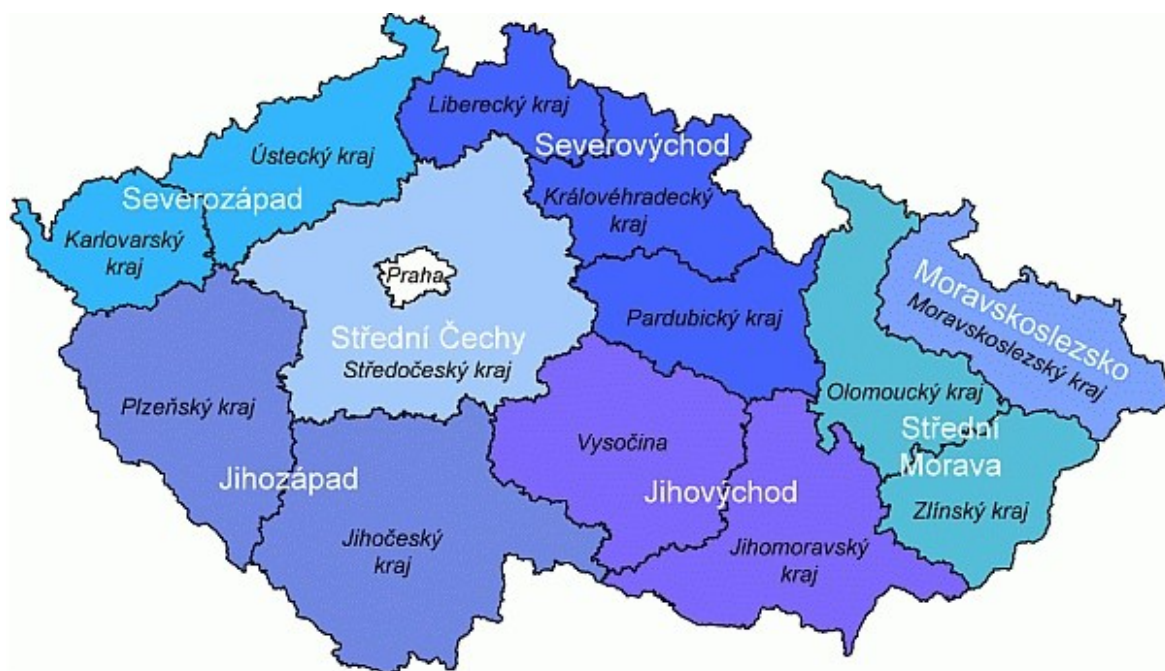 Liberecký kraj
Severovýchod
Ústecký kraj
Severozápad
Královéhradecký
kraj
Karlovarský
kraj
Praha
Moravskoslezsko
Moravskoslezský kraj
Pardubický kraj
Střední Čechy
Středočeský kraj
Plzeňský kraj
Olomoucký kraj
Střední
Morava
Vysočina
Jihozápad
Jihovýchod
Zlínský kraj
Jihočeský
kraj
Jihomoravský
kraj